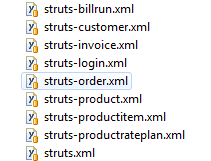 struts-billrun.xml
struts-customer.xml
struts-invoice.xml
struts-login.xml
struts-order.xml
struts-product.xml
struts-productitem.xml
struts-productrateplan.xml
struts.xml